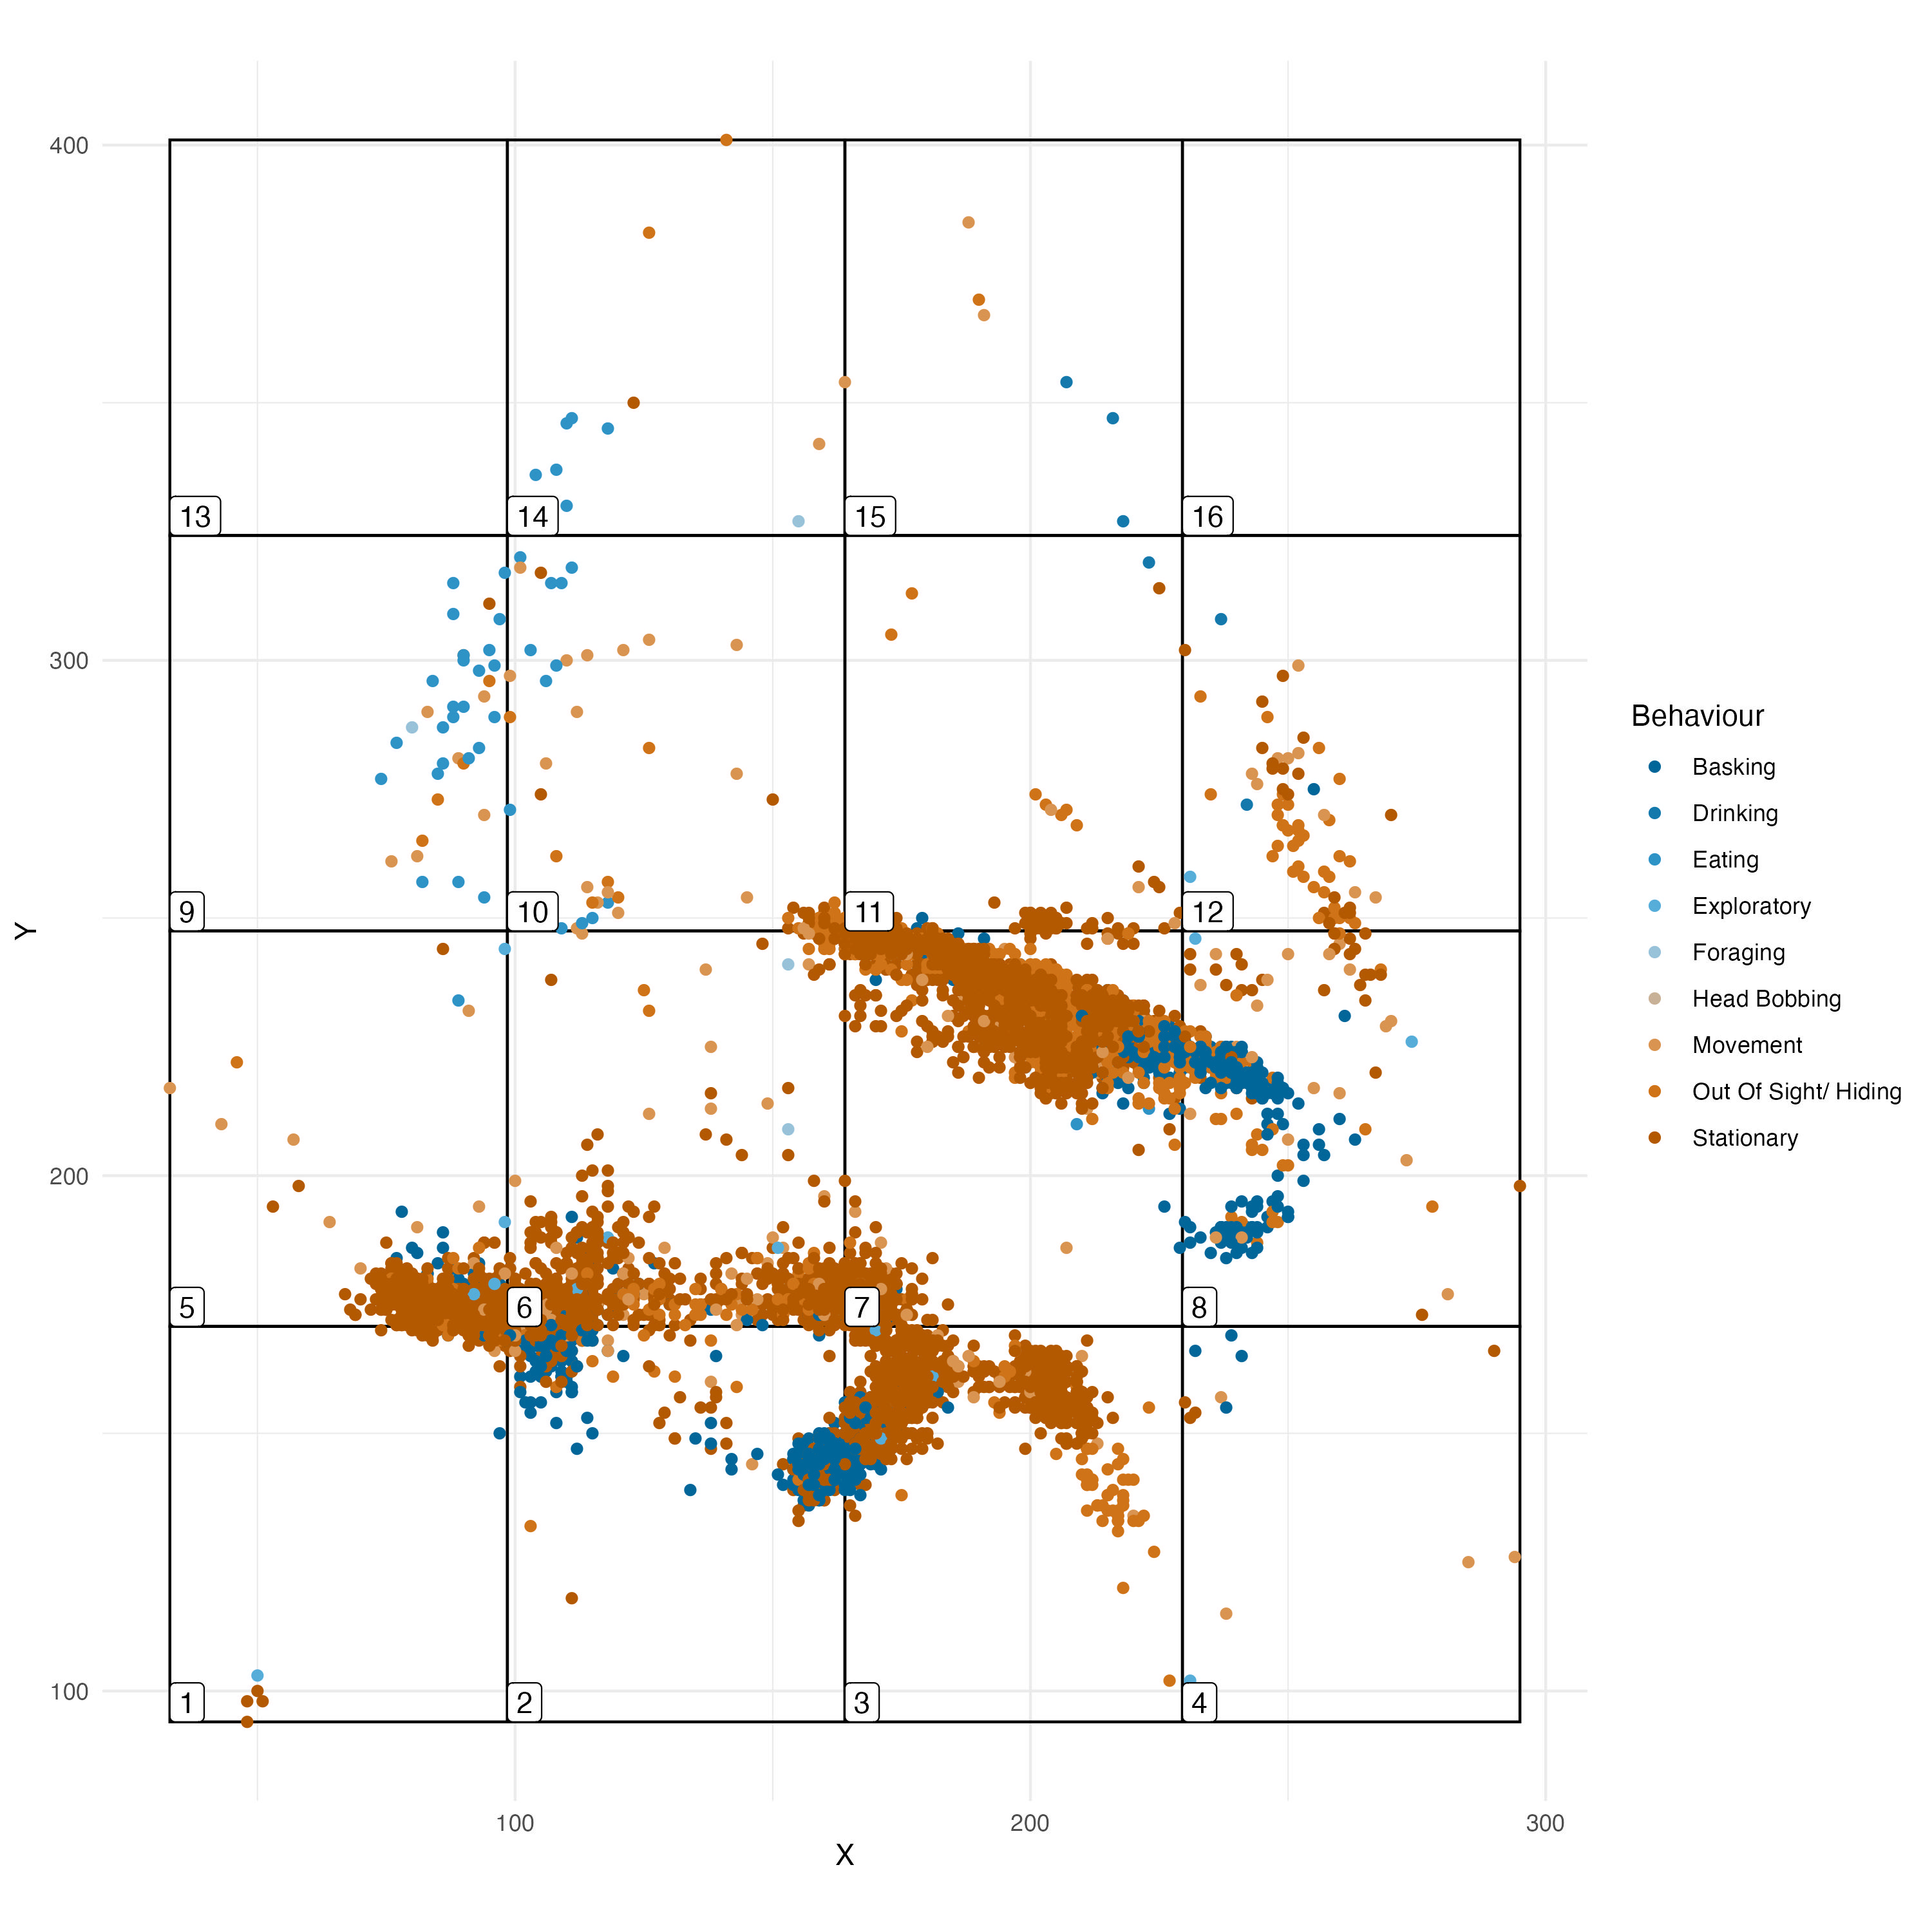 400
300
200
100
Y
13
14
15
16
9
10
11
12
5
6
7
8
1
2
3
4
100
200
300
X
Behaviour
Basking
Drinking
Eating
Exploratory
Foraging
Head Bobbing
Movement
Out Of Sight/ Hiding
Stationary